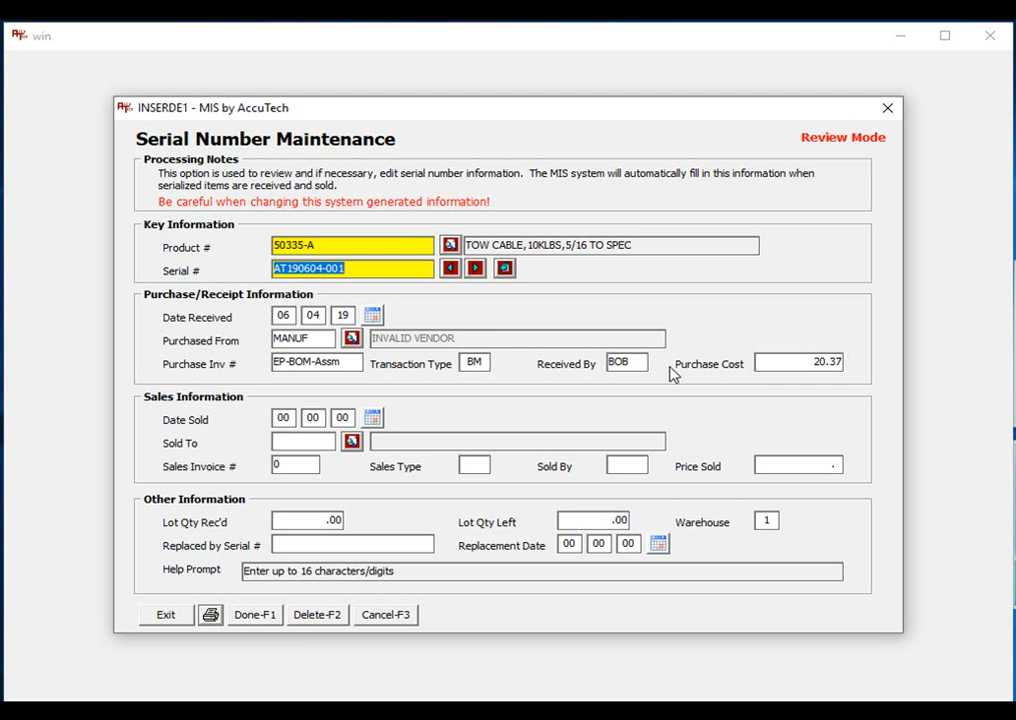 win
INSERDE1 - MIS by AccuTech
Serial Number Maintenance
Review Mode
Processing Notes
This option is used to review and if necessary, edit serial number information.  The MIS system will automatically fill in this information when
serialized items are received and sold.
Be careful when changing this system generated information!
Key Information
Product # 50335-A TOW CABLE,10KLBS,5/16 TO SPEC
Serial # AT190604-001
Purchase/Receipt Information
Date Received 06 04 19
Purchased From MANUF INVALID VENDOR
Purchase Inv # EP-BOM-Assm Transaction Type BM Received By BOB Purchase Cost 20.37
Sales Information
Date Sold 00 00 00
Sold To
Sales Invoice # 0 Sales Type Sold By Price Sold .
Other Information
Lot Qty Rec'd .00 Lot Qty Left .00 Warehouse 1
Replaced by Serial # Replacement Date 00 00 00
Help Prompt Enter up to 16 characters/digits
Exit Done-F1 Delete-F2 Cancel-F3